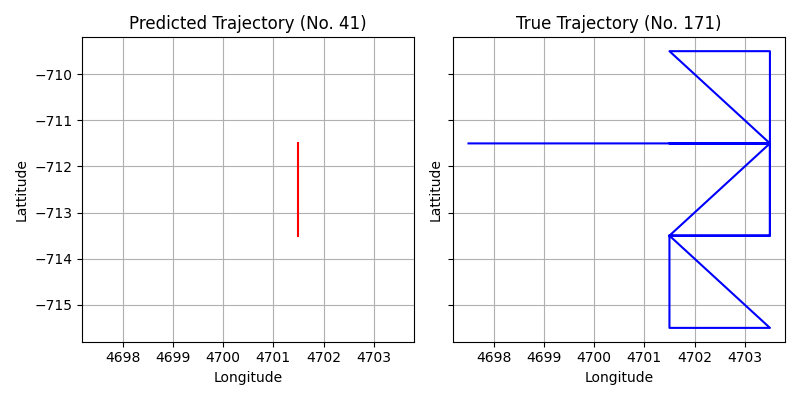 Predicted Trajectory (No. 41)
True Trajectory (No. 171)
Lattitude
−710
−711
−712
−713
−714
−715
4698 4699 4700 4701 4702 4703
Longitude
Lattitude
4698 4699 4700 4701 4702 4703
Longitude